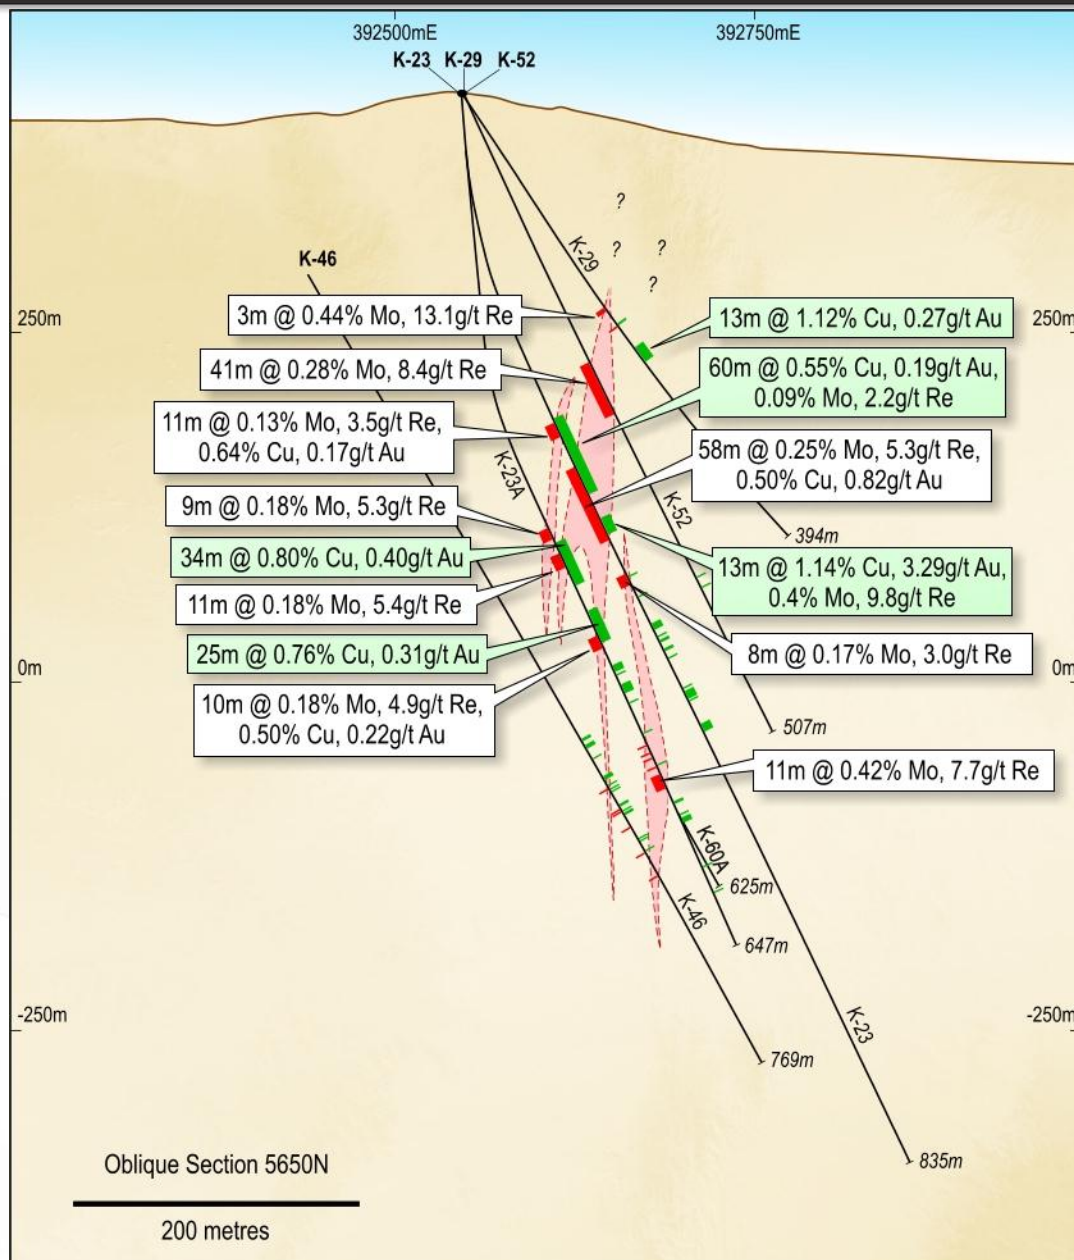 392500mE
392750mE
K-23 K-29 K-52
?
K-29
?
?
K-46
?
3m @ 0.44% Mo, 13.1g/t Re
250m
13m @ 1.12% Cu, 0.27g/t Au
250m
41m @ 0.28% Mo, 8.4g/t Re
60m @ 0.55% Cu, 0.19g/t Au,
0.09% Mo, 2.2g/t Re
11m @ 0.13% Mo, 3.5g/t Re,
0.64% Cu, 0.17g/t Au
58m @ 0.25% Mo, 5.3g/t Re,
0.50% Cu, 0.82g/t Au
K-23A
K-52
9m @ 0.18% Mo, 5.3g/t Re
394m
34m @ 0.80% Cu, 0.40g/t Au
13m @ 1.14% Cu, 3.29g/t Au,
0.4% Mo, 9.8g/t Re
11m @ 0.18% Mo, 5.4g/t Re
25m @ 0.76% Cu, 0.31g/t Au
8m @ 0.17% Mo, 3.0g/t Re
0m
0m
10m @ 0.18% Mo, 4.9g/t Re,
0.50% Cu, 0.22g/t Au
507m
11m @ 0.42% Mo, 7.7g/t Re
K-60A
625m
K-46
647m
-250m
-250m
K-23
769m
835m
Oblique Section 5650N
200 metres